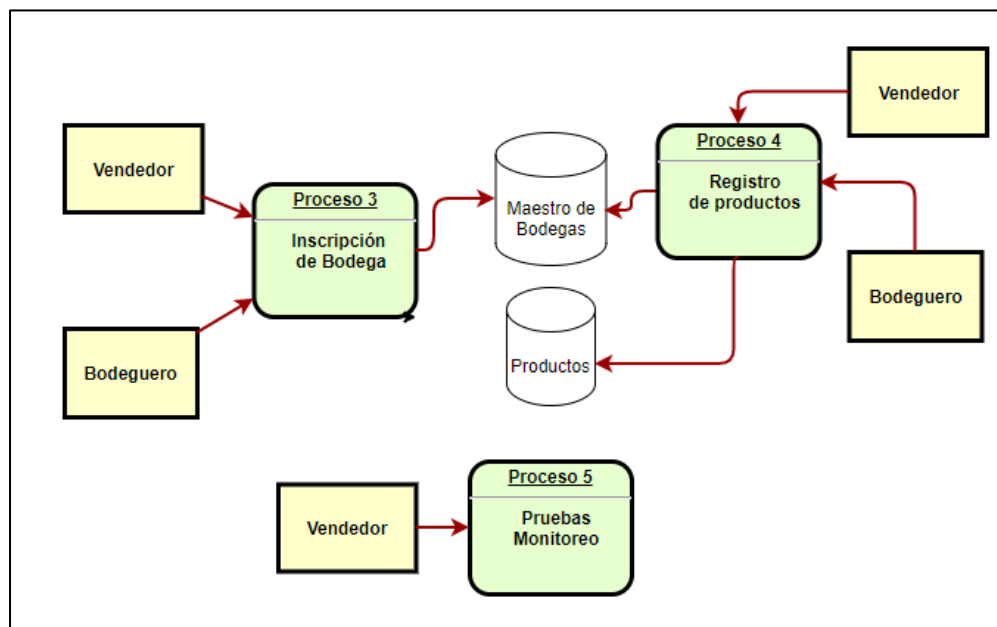 Vendedor
Proceso 3
Inscripción
de Bodega
Bodeguero
Maestro de
Bodegas
Productos
Proceso 4
Registro
de productos
Vendedor
Bodeguero
Vendedor
Proceso 5
Pruebas
Monitoreo